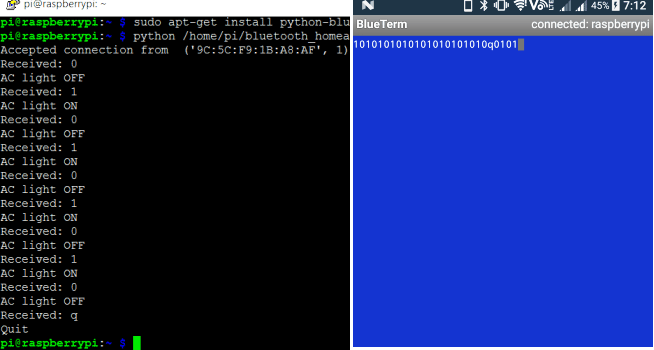 pi@raspberrypi: ~
pi@raspberrypi:~ $ sudo apt-get install python-blu
pi@raspberrypi:~ $ python /home/pi/bluetooth_homea
Accepted connection from  ('9C:5C:F9:1B:A8:AF', 1)
Received: 0
AC light OFF
Received: 1
AC light ON
Received: 0
AC light OFF
Received: 1
AC light ON
Received: 0
AC light OFF
Received: 1
AC light ON
Received: 0
AC light OFF
Received: 1
AC light ON
Received: 0
AC light OFF
Received: q
Quit
pi@raspberrypi:~ $
45% 7:12
BlueTerm connected: raspberrypi
1010101010101010101010q0101